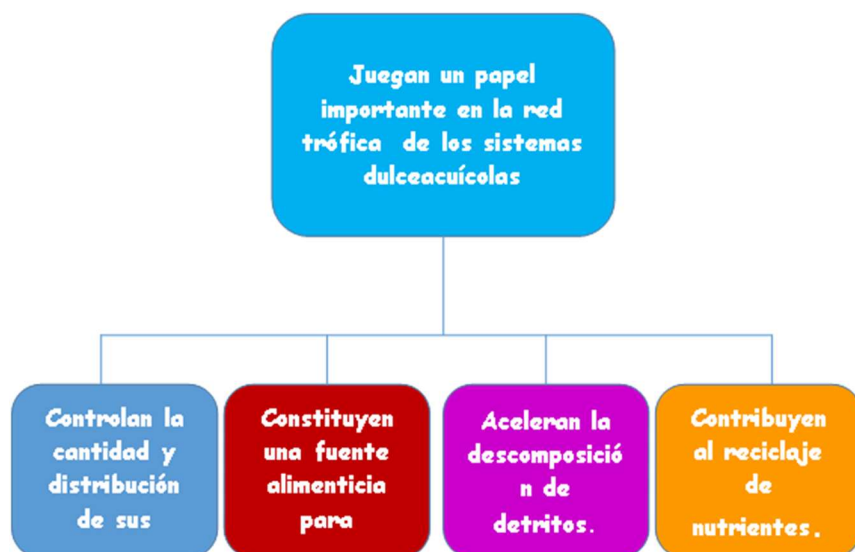 Juegan un papel
importante en la red
trófica de los sistemas
dulceacuícolas
Controlan la
cantidad y
distribución
de sus
Constituyen
una fuente
alimenticia
para
Aceleran la
descomposició
n de
detritos.
Contribuyen
al reciclaje
de
nutrientes.